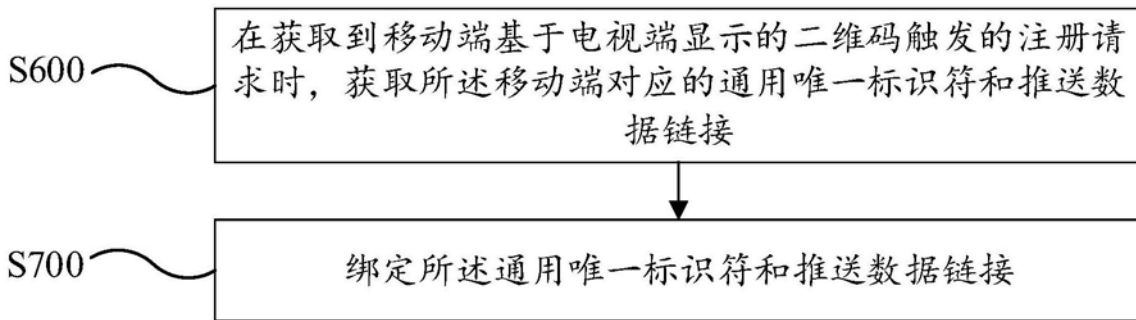 在获取到移动端基于电视端显示的二维码触发的注册请
S600
求时，获取所述移动端对应的通用唯一标识符和推送数
据链接
S700
绑定所述通用唯一标识符和推送数据链接